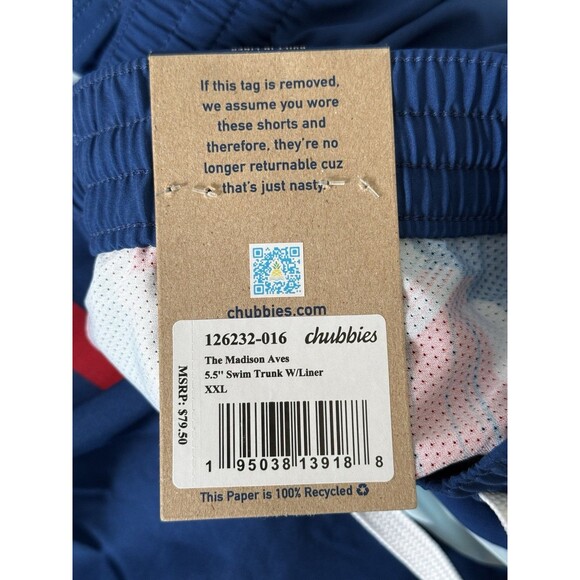 If this tag is removed,
we assume you wore
these shorts and
therefore, they're no
longer returnable cuz
that's just nasty.
chubbies.com
126232-016 chubbies
The Madison Aves
5.5" Swim Trunk W/Liner
XXL
MSRP: $79.50
1 95038 13918 8
This Paper is 100% Recycled